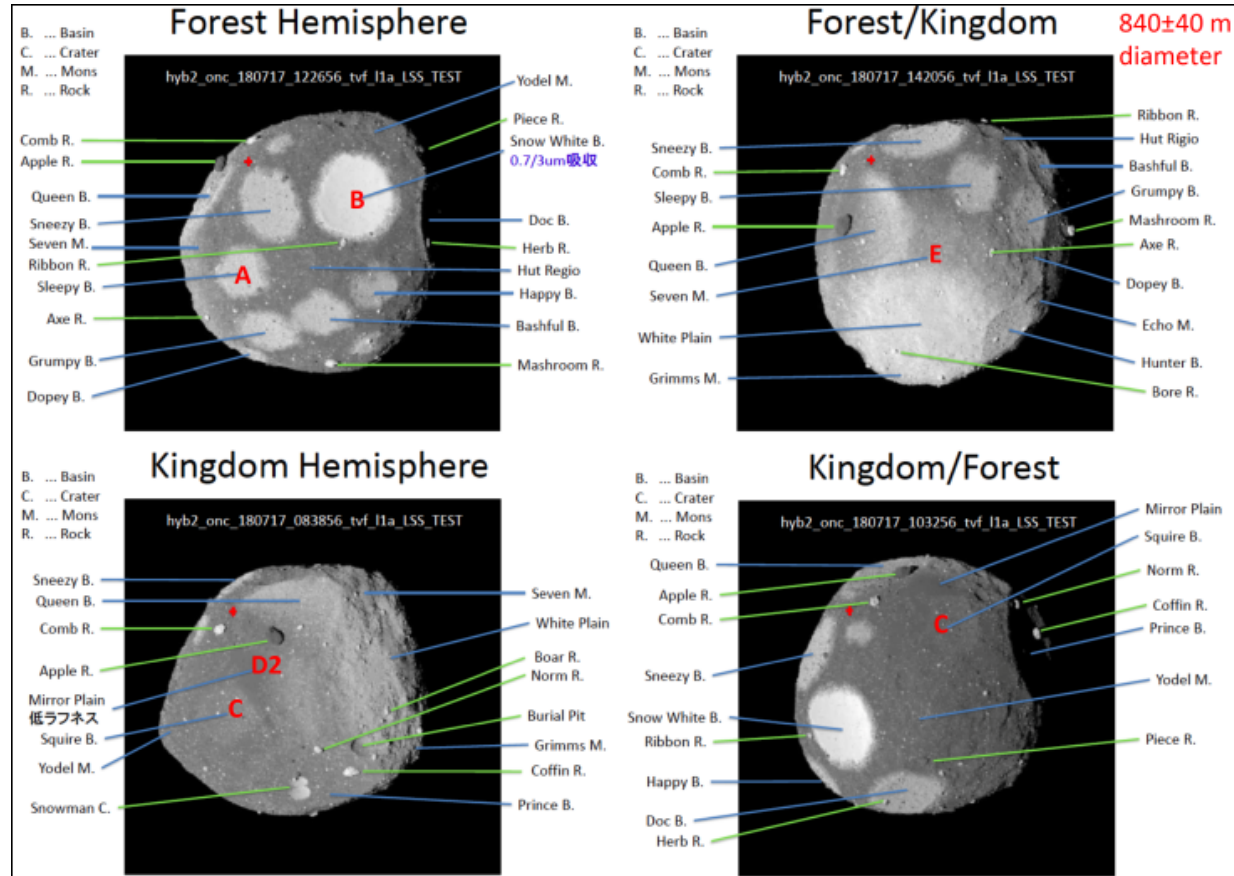 Forest Hemisphere
B. ... Basin
C. ... Crater
M. ... Mons
R. ... Rock
hyb2_onc_180717_122656_tvf_l1a_LSS_TEST
Comb R.
Apple R.
Queen B.
Sneezy B.
Seven M.
Ribbon R.
Sleepy B.
Axe R.
Grumpy B.
Dopey B.
B
A
Yodel M.
Piece R.
Snow White B.
0.7/3um吸収
Doc B.
Herb R.
Hut Regio
Happy B.
Bashful B.
Mashroom R.
Forest/Kingdom
840±40 m
diameter
B. ... Basin
C. ... Crater
M. ... Mons
R. ... Rock
hyb2_onc_180717_142056_tvf_l1a_LSS_TEST
Sneezy B.
Comb R.
Sleepy B.
Apple R.
Queen B.
Seven M.
White Plain
Grimms M.
E
Ribbon R.
Hut Rigio
Bashful B.
Grumpy B.
Mashroom R.
Axe R.
Dopey B.
Echo M.
Hunter B.
Bore R.
Kingdom Hemisphere
B. ... Basin
C. ... Crater
M. ... Mons
R. ... Rock
hyb2_onc_180717_083856_tvf_l1a_LSS_TEST
Sneezy B.
Queen B.
Comb R.
Apple R.
Mirror Plain
低ラフネス
Squire B.
Yodel M.
Snowman C.
D2
C
Seven M.
White Plain
Boar R.
Norm R.
Burial Pit
Grimms M.
Coffin R.
Prince B.
Kingdom/Forest
B. ... Basin
C. ... Crater
M. ... Mons
R. ... Rock
hyb2_onc_180717_103256_tvf_l1a_LSS_TEST
Queen B.
Apple R.
Comb R.
Sneezy B.
Snow White B.
Ribbon R.
Happy B.
Doc B.
Herb R.
C
Mirror Plain
Squire B.
Norm R.
Coffin R.
Prince B.
Yodel M.
Piece R.